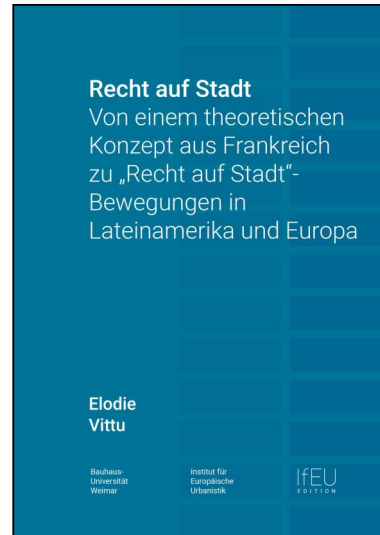 Recht auf Stadt
Von einem theoretischen
Konzept aus Frankreich
zu „Recht auf Stadt“-
Bewegungen in
Lateinamerika und Europa
Elodie
Vittu
Bauhaus-
Universität
Weimar
Institut für
Europäische
Urbanistik
IfEU
EDITION